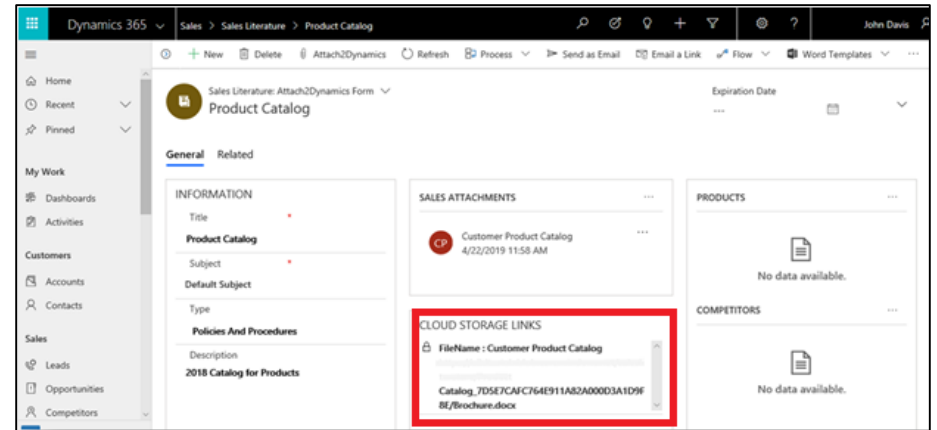 Dynamics 365
Sales > Sales Literature > Product Catalog
?
John Davis
New
Delete
Attach2Dynamics
Refresh
Process
Send as Email
Email a Link
Flow
Word Templates
...
Home
Recent
Pinned
My Work
Dashboards
Activities
Customers
Accounts
Contacts
Sales
Leads
Opportunities
Competitors
Sales Literature: Attach2Dynamics Form
Product Catalog
Expiration Date
---
General
Related
INFORMATION
Title *
Product Catalog
Subject *
Default Subject
Type
Policies And Procedures
Description
2018 Catalog for Products
SALES ATTACHMENTS
...
CP
Customer Product Catalog
...
4/22/2019 11:58 AM
CLOUD STORAGE LINKS
FileName : Customer Product Catalog
Catalog_7D5E7CAFC764E911A82A000D3A1D9F
8E/Brochure.docx
PRODUCTS
...
No data available.
COMPETITORS
...
No data available.